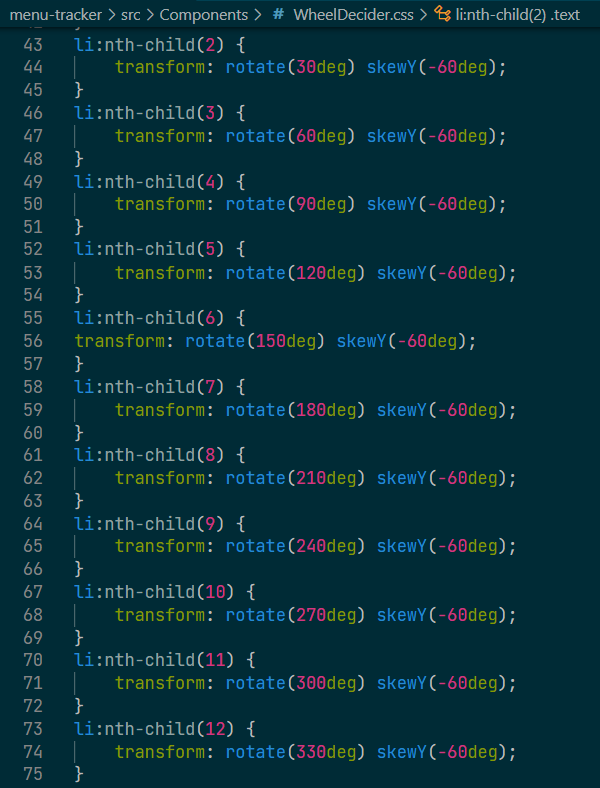 menu-tracker > src > Components > # WheelDecider.css > li:nth-child(2) .text
43 li:nth-child(2) {
44     transform: rotate(30deg) skewY(-60deg);
45 }
46 li:nth-child(3) {
47     transform: rotate(60deg) skewY(-60deg);
48 }
49 li:nth-child(4) {
50     transform: rotate(90deg) skewY(-60deg);
51 }
52 li:nth-child(5) {
53     transform: rotate(120deg) skewY(-60deg);
54 }
55 li:nth-child(6) {
56 transform: rotate(150deg) skewY(-60deg);
57 }
58 li:nth-child(7) {
59     transform: rotate(180deg) skewY(-60deg);
60 }
61 li:nth-child(8) {
62     transform: rotate(210deg) skewY(-60deg);
63 }
64 li:nth-child(9) {
65     transform: rotate(240deg) skewY(-60deg);
66 }
67 li:nth-child(10) {
68     transform: rotate(270deg) skewY(-60deg);
69 }
70 li:nth-child(11) {
71     transform: rotate(300deg) skewY(-60deg);
72 }
73 li:nth-child(12) {
74     transform: rotate(330deg) skewY(-60deg);
75 }